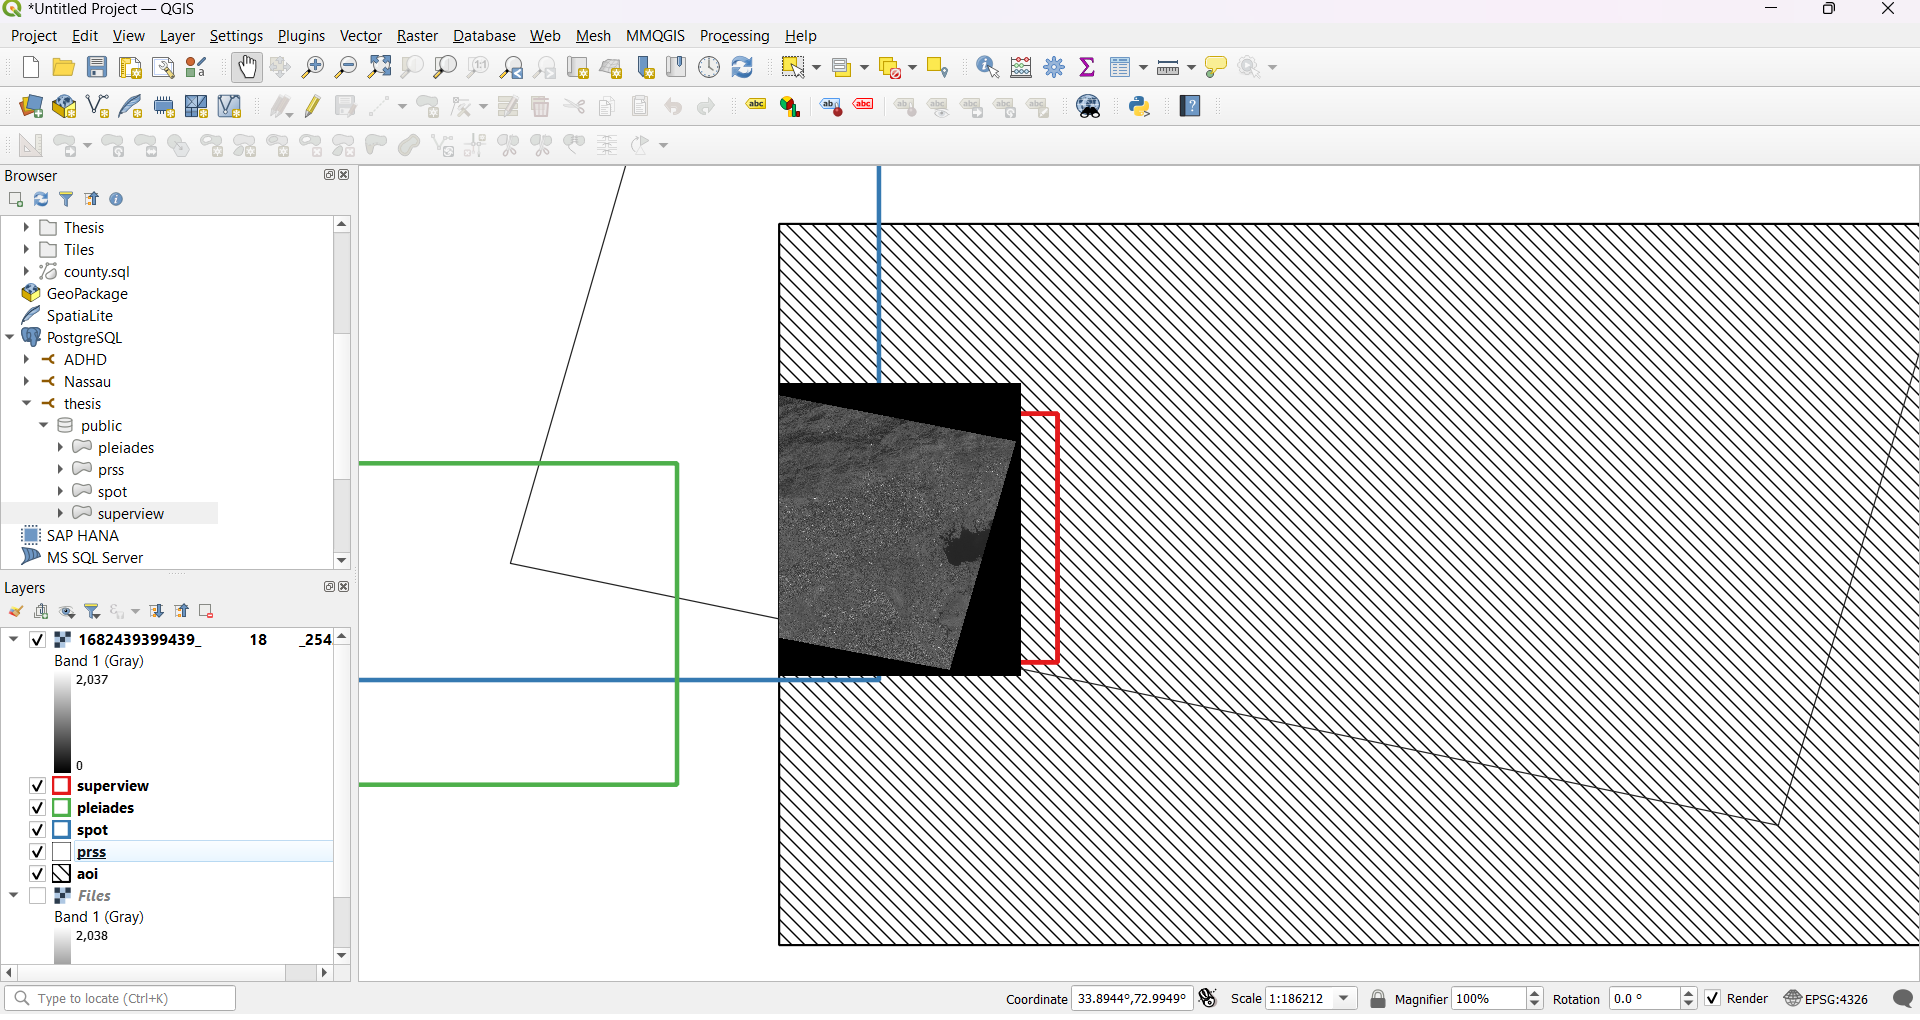 *Untitled Project — QGIS
Project Edit View Layer Settings Plugins Vector Raster Database Web Mesh MMQGIS Processing Help
abc abc abc
Browser
Thesis
Tiles
county.sql
GeoPackage
SpatiaLite
PostgreSQL
ADHD
Nassau
thesis
public
pleiades
prss
spot
superview
SAP HANA
MS SQL Server
Layers
1682439399439_ 18 _254
Band 1 (Gray)
2,037
0
superview
pleiades
spot
prss
aoi
Files
Band 1 (Gray)
2,038
Type to locate (Ctrl+K) Coordinate 33.8944°,72.9949° Scale 1:186212 Magnifier 100% Rotation 0.0 ° Render EPSG:4326